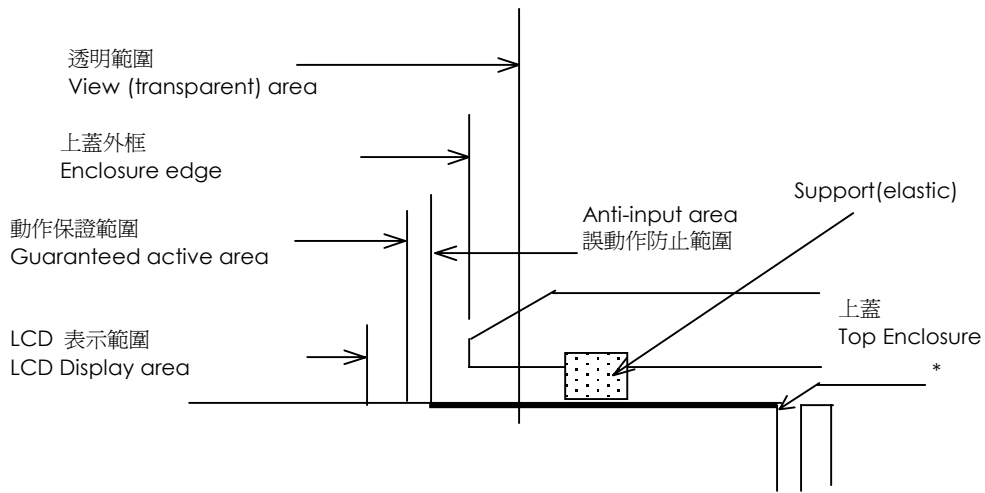 透明範圍
View (transparent) area
上蓋外框
Enclosure edge
Support(elastic)
動作保證範圍
Guaranteed active area
Anti-input area
誤動作防止範圍
LCD 表示範圍
LCD Display area
上蓋
Top Enclosure
*